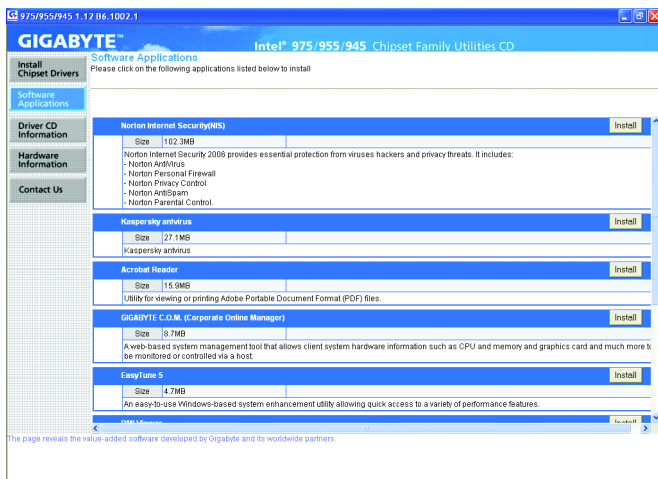 975/955/945 1.12 B6.1002.1
GIGABYTE™
Intel® 975/955/945 Chipset Family Utilities CD
Install
Chipset Drivers
Software
Applications
Driver CD
Information
Hardware
Information
Contact Us
Software Applications
Please click on the following applications listed below to install
Norton Internet Security(NIS) Install
Size 102.3MB
Norton Internet Security 2006 provides essential protection from viruses hackers and privacy threats. It includes:
- Norton AntiVirus
- Norton Personal Firewall
- Norton Privacy Control
- Norton AntiSpam
- Norton Parental Control.
Kaspersky antvirus Install
Size 27.1MB
Kaspersky antvirus
Acrobat Reader Install
Size 15.9MB
Utility for viewing or printing Adobe Portable Document Format (PDF) files.
GIGABYTE C.O.M. (Corporate Online Manager) Install
Size 8.7MB
A web-based system management tool that allows client system hardware information such as CPU and memory and graphics card and much more to
be monitored or controlled via a host.
EasyTune 5 Install
Size 4.7MB
An easy-to-use Windows-based system enhancement utility allowing quick access to a variety of performance features.
DMI Viewer Install
The page reveals the value-added software developed by Gigabyte and its worldwide partners.